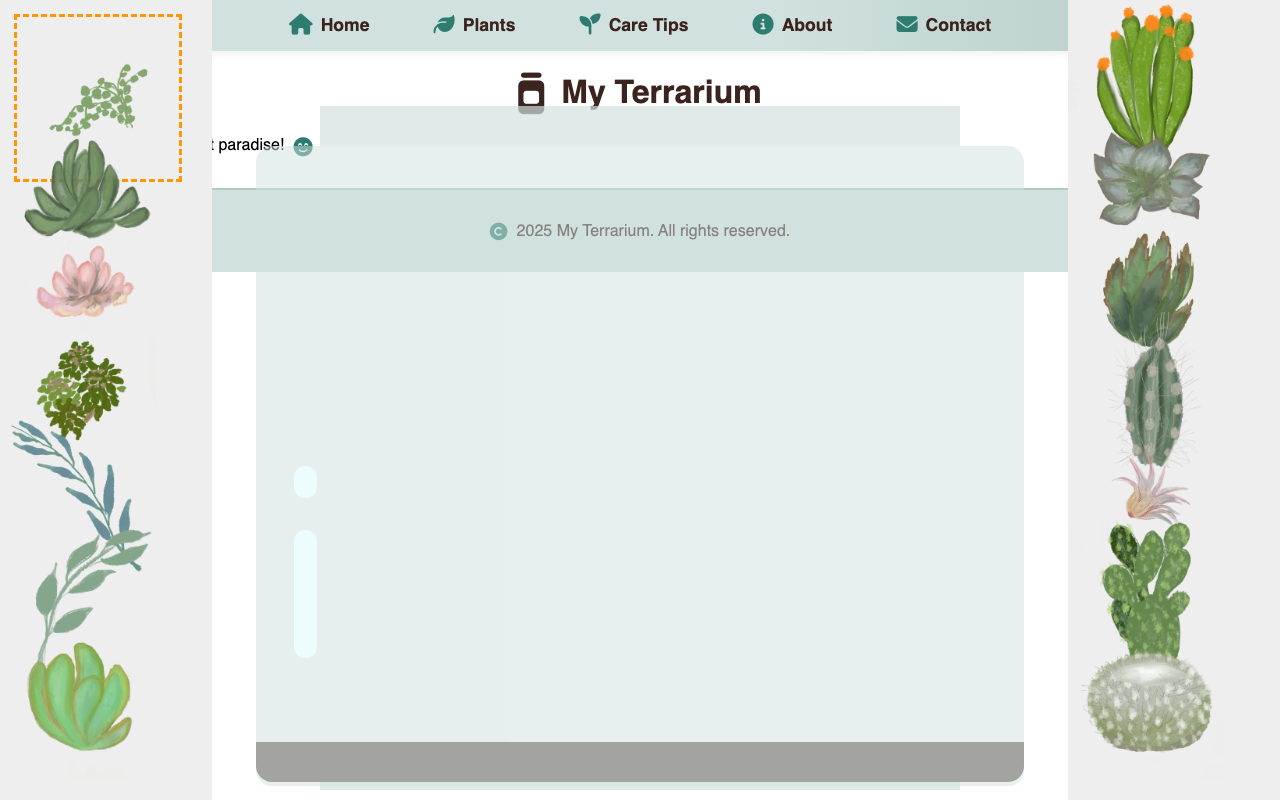 Home Plants Care Tips About Contact
My Terrarium
paradise!
2025 My Terrarium. All rights reserved.